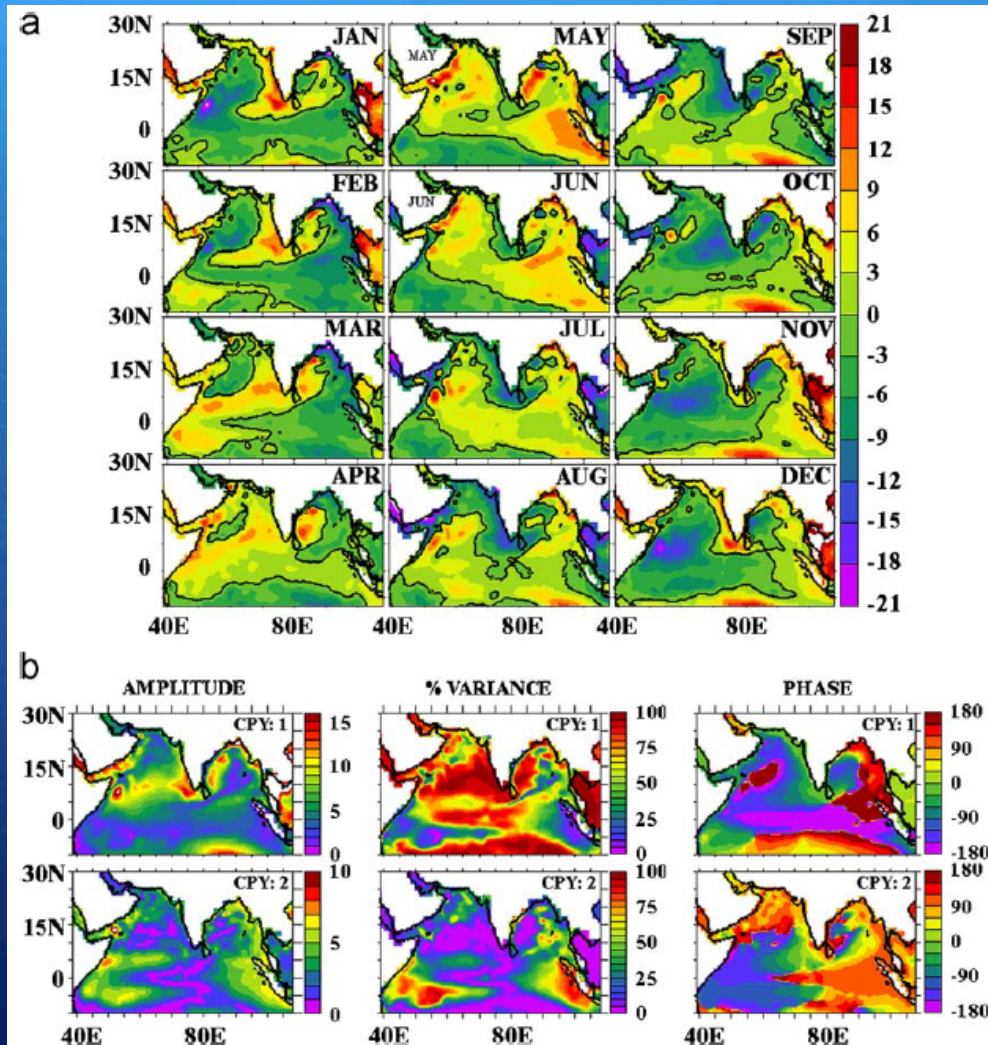 a
JAN MAY MAY SEP
30N
15N
0
FEB JUN JUN OCT
30N
15N
0
MAR JUL NOV
30N
15N
0
APR AUG DEC
30N
15N
0
40E 80E 40E 80E 40E 80E
21
18
15
12
9
6
3
0
-3
-6
-9
-12
-15
-18
-21
b
AMPLITUDE % VARIANCE PHASE
30N CPY: 1 15 CPY: 1 100 CPY: 1 180
15N 10 75 90
50 0
0 5 25 -90
0 0 -180
30N CPY: 2 10 CPY: 2 100 CPY: 2 180
15N 75 90
5 50 0
0 25 -90
0 0 -180
40E 80E 40E 80E 40E 80E